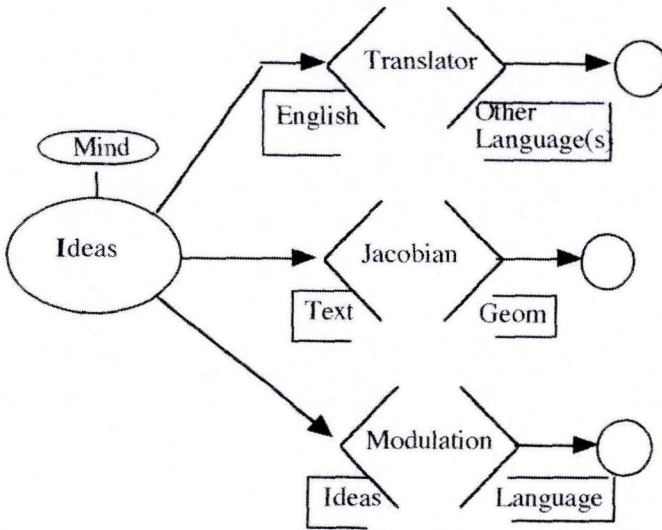 Translator
English
Other
Language(s)
Mind
Ideas
Jacobian
Text
Geom
Modulation
Ideas
Language